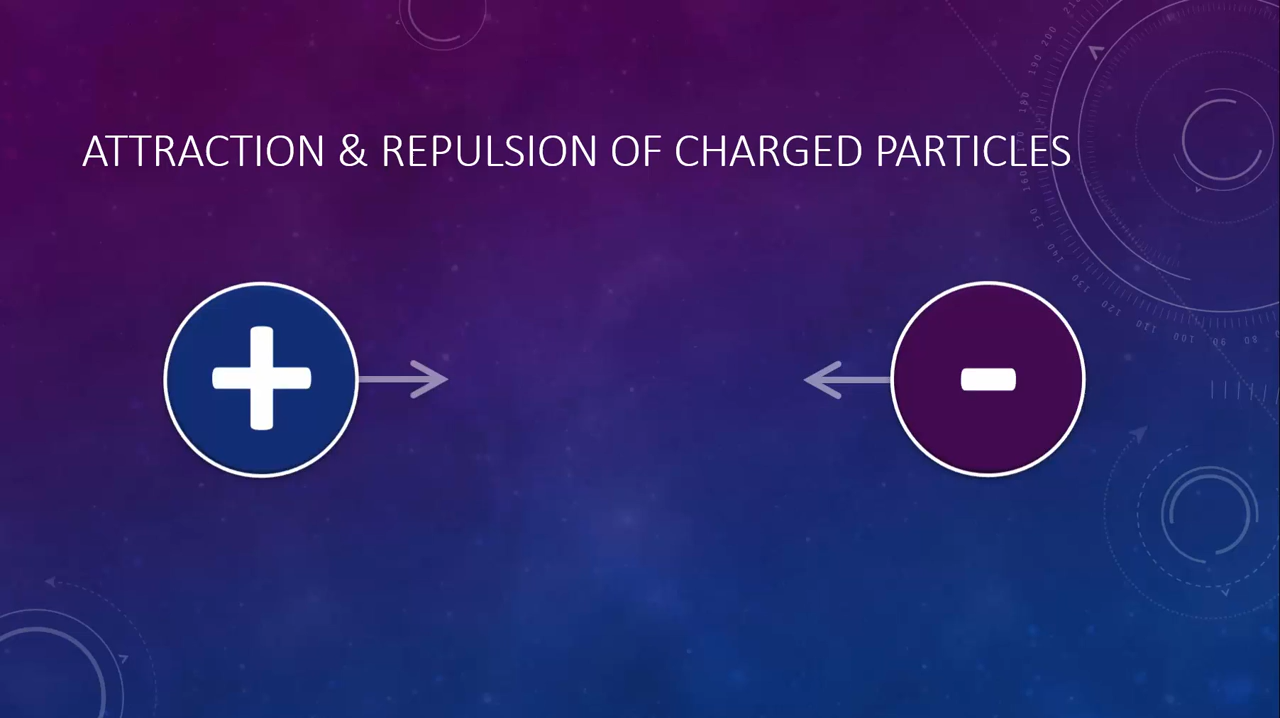 ATTRACTION & REPULSION OF CHARGED PARTICLES
+
-